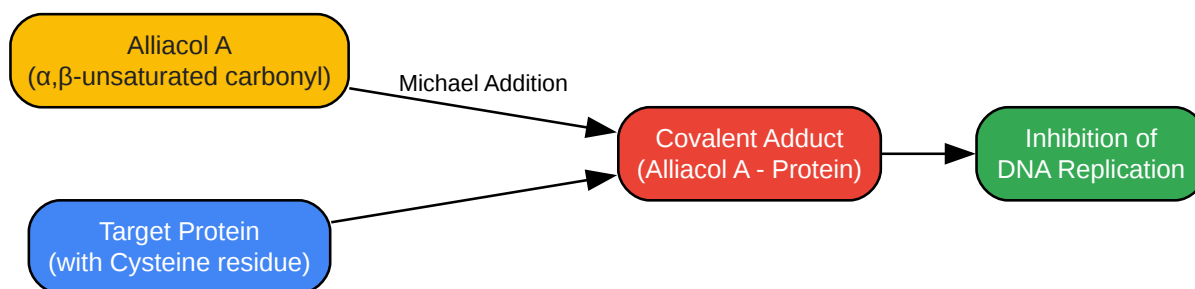 Alliacol A
(α,β-unsaturated carbonyl)
Michael Addition
Target Protein
(with Cysteine residue)
Covalent Adduct
(Alliacol A - Protein)
Inhibition of
DNA Replication